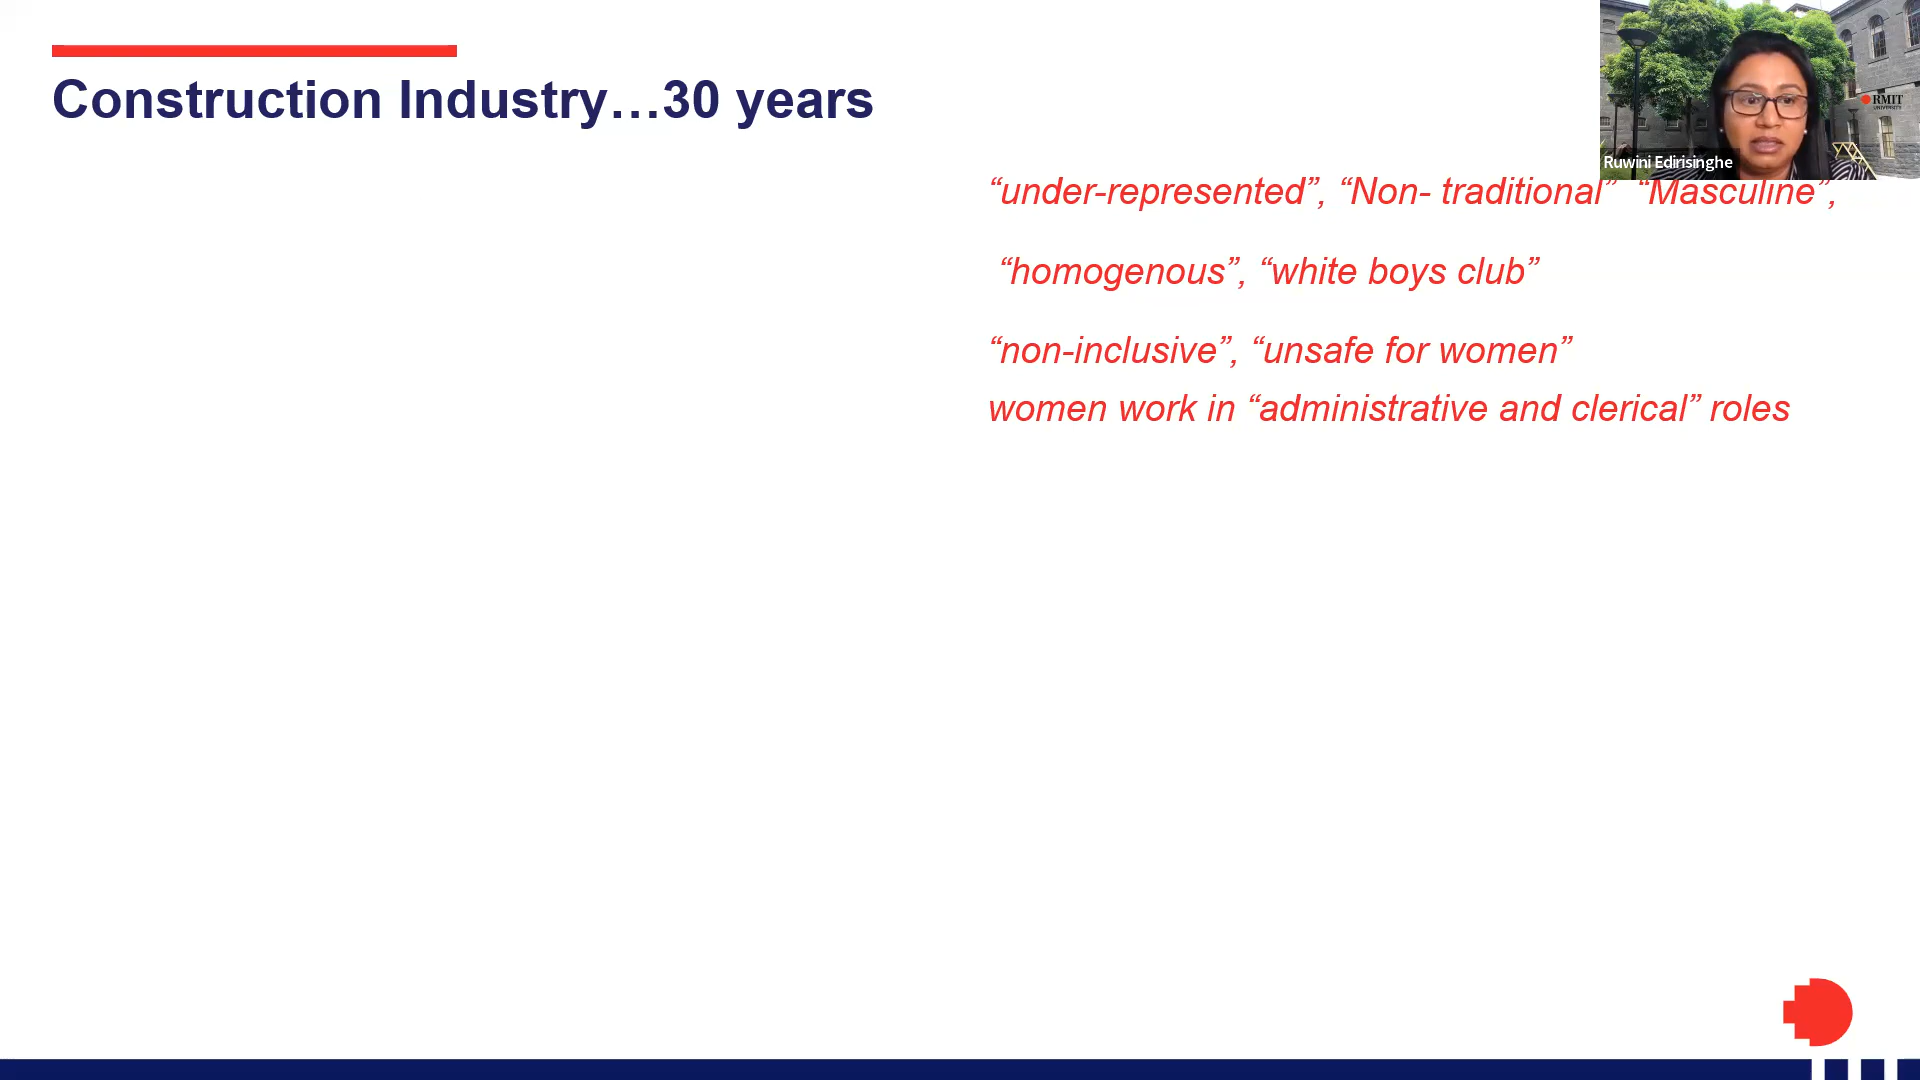 Construction Industry…30 years
RMIT
UNIVERSITY
Ruwini Edirisinghe
“under-represented”, “Non- traditional” “Masculine”,
“homogenous”, “white boys club”
“non-inclusive”, “unsafe for women”
women work in “administrative and clerical” roles